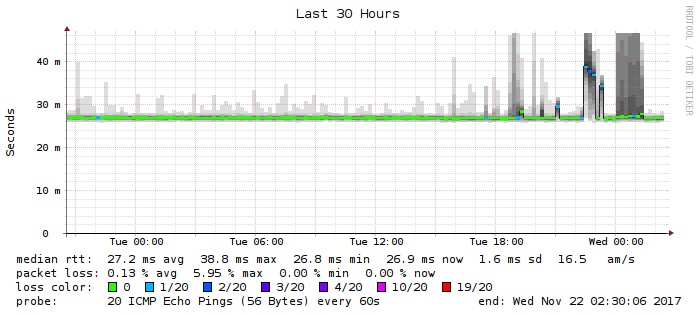 Last 30 Hours
RRDTOOL / TOBI OETIKER
Seconds
40 m
30 m
20 m
10 m
0
Tue 00:00 Tue 06:00 Tue 12:00 Tue 18:00 Wed 00:00
median rtt: 27.2 ms avg 38.8 ms max 26.8 ms min 26.9 ms now 1.6 ms sd 16.5 am/s
packet loss: 0.13 % avg 5.95 % max 0.00 % min 0.00 % now
loss color: 0 1/20 2/20 3/20 4/20 10/20 19/20
probe: 20 ICMP Echo Pings (56 Bytes) every 60s end: Wed Nov 22 02:30:06 2017